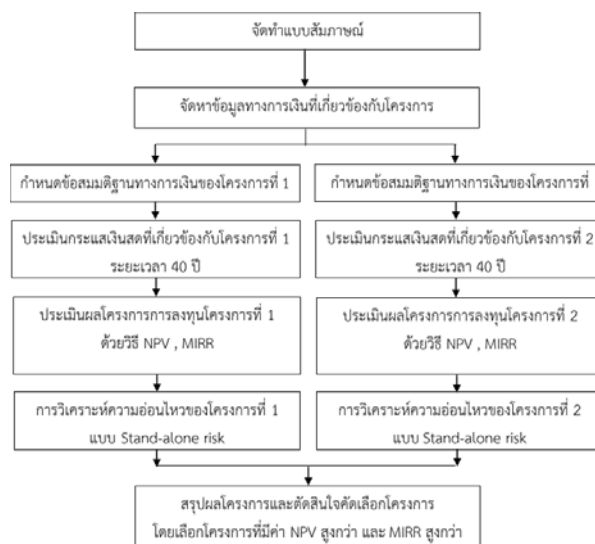 จัดทำแบบสัมภาษณ์
จัดหาข้อมูลทางการเงินที่เกี่ยวข้องกับโครงการ
กำหนดข้อสมมติฐานทางการเงินของโครงการที่ 1
กำหนดข้อสมมติฐานทางการเงินของโครงการที่
ประเมินกระแสเงินสดที่เกี่ยวข้องกับโครงการที่ 1
ระยะเวลา 40 ปี
ประเมินกระแสเงินสดที่เกี่ยวข้องกับโครงการที่ 2
ระยะเวลา 40 ปี
ประเมินผลโครงการการลงทุนโครงการที่ 1
ด้วยวิธี NPV , MIRR
ประเมินผลโครงการการลงทุนโครงการที่ 2
ด้วยวิธี NPV , MIRR
การวิเคราะห์ความอ่อนไหวของโครงการที่ 1
แบบ Stand-alone risk
การวิเคราะห์ความอ่อนไหวของโครงการที่ 2
แบบ Stand-alone risk
สรุปผลโครงการและตัดสินใจคัดเลือกโครงการ
โดยเลือกโครงการที่มีค่า NPV สูงกว่า และ MIRR สูงกว่า